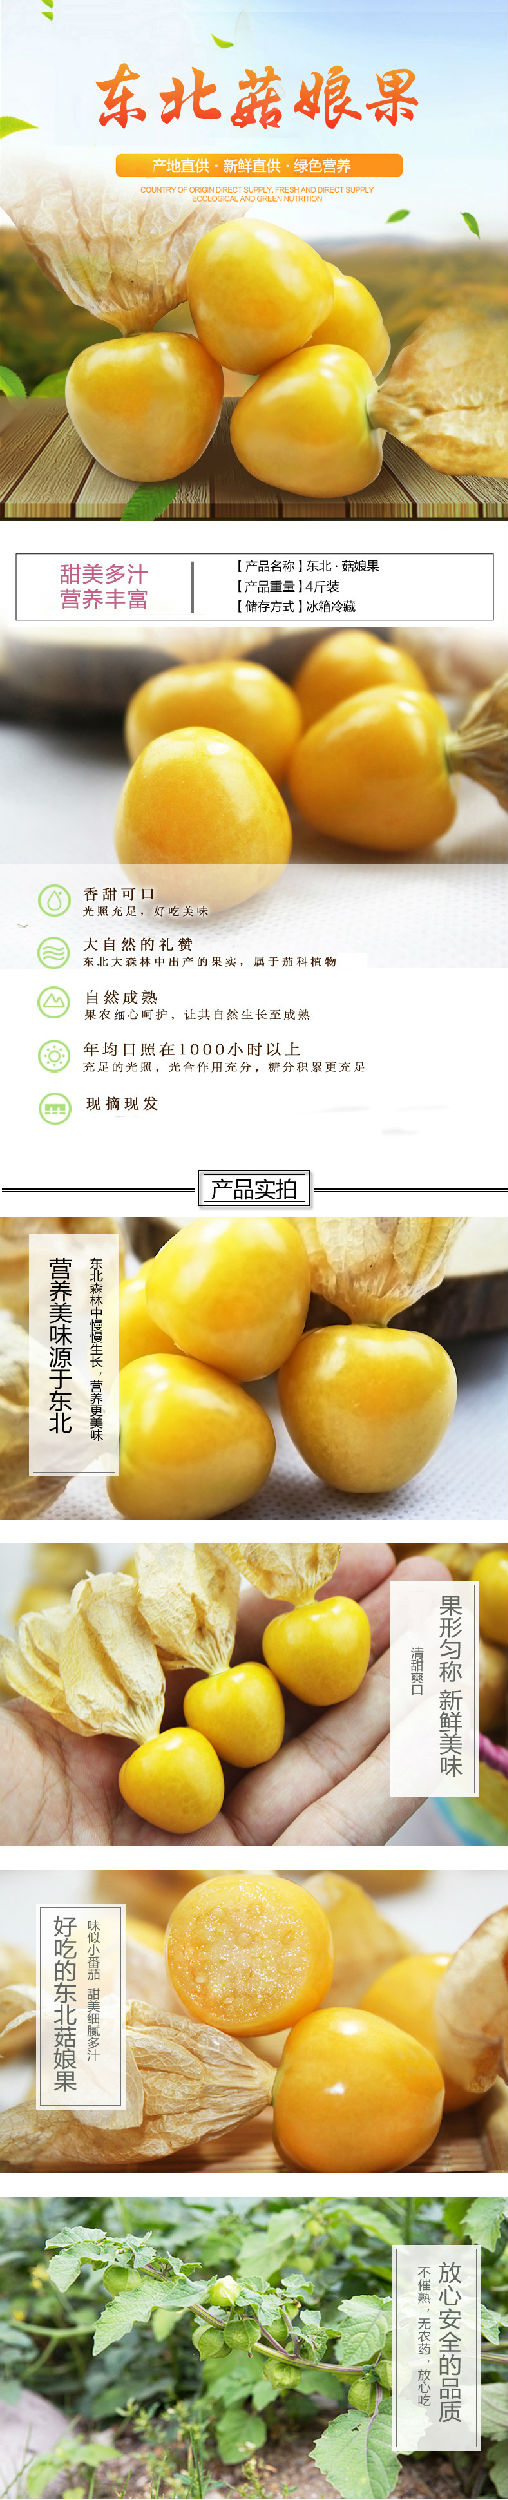 东北菇娘果
产地直供·新鲜直供·绿色营养
COUNTRY OF ORIGIN DIRECT SUPPLY, FRESH AND DIRECT SUPPLY
ECOLOGICAL AND GREEN NUTRITION
甜美多汁
营养丰富
【产品名称】东北·菇娘果
【产品重量】4斤装
【储存方式】冰箱冷藏
香甜可口
光照充足，好吃美味
大自然的礼赞
东北大森林中出产的果实，属于茄科植物
自然成熟
果农细心呵护，让其自然生长至成熟
年均日照在1000小时以上
充足的光照，光合作用充分，糖分积累更充足
现摘现发
产品实拍
营养美味源于东北
东北森林中慢慢生长，营养更美味
果形匀称 新鲜美味
清甜爽口
好吃的东北菇娘果
味似小番茄 甜美细腻多汁
放心安全的品质
不催熟，无农药，放心吃